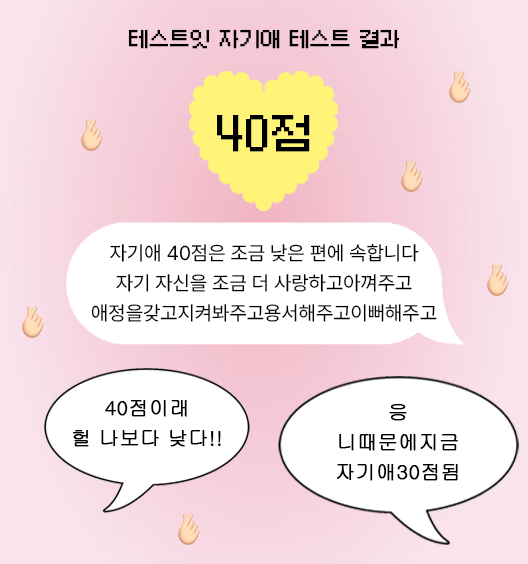 테스트잇 자기애 테스트 결과
40점
자기애 40점은 조금 낮은 편에 속합니다
자기 자신을 조금 더 사랑하고아껴주고
애정을갖고지켜봐주고용서해주고이뻐해주고
40점이래
헐 나보다 낮다!!
응
니때문에지금
자기애30점됨